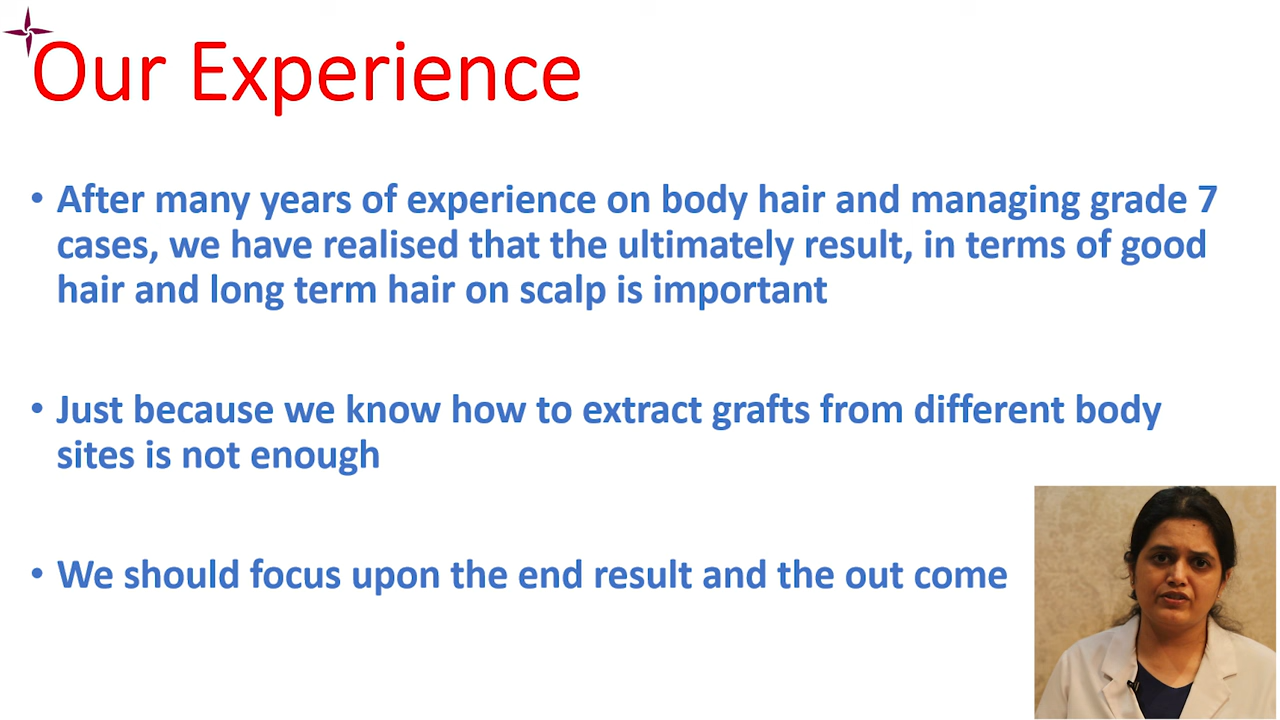 Our Experience
• After many years of experience on body hair and managing grade 7
cases, we have realised that the ultimately result, in terms of good
hair and long term hair on scalp is important
• Just because we know how to extract grafts from different body
sites is not enough
• We should focus upon the end result and the out come